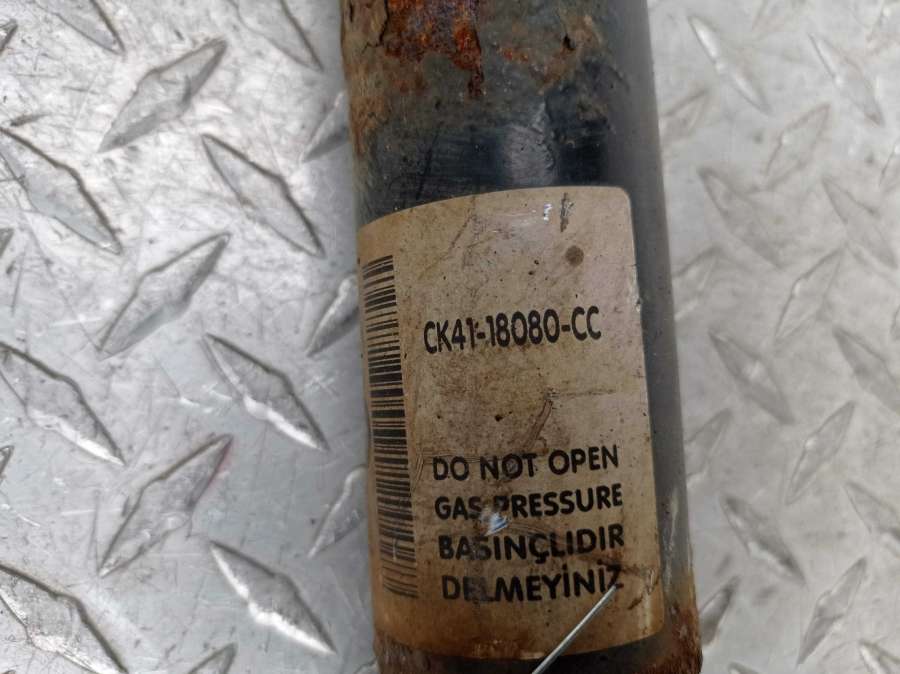 CK41-18080-CC
DO NOT OPEN
GAS PRESSURE
BASINÇLIDIR
DELMEYİNİZ